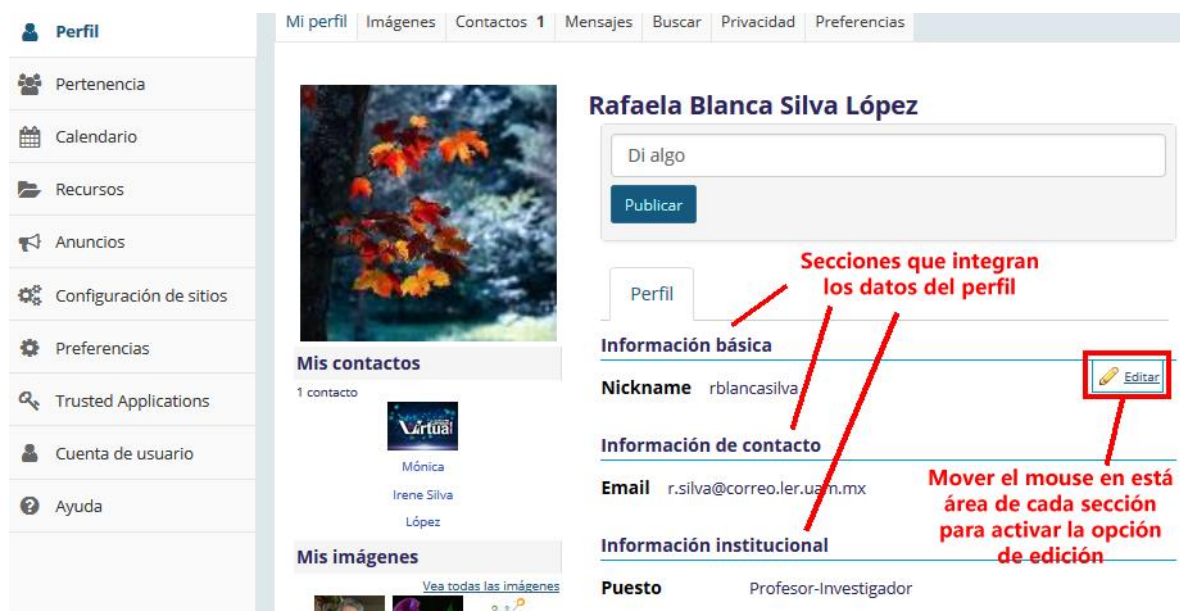 Mi perfil Imágenes Contactos 1 Mensajes Buscar Privacidad Preferencias
Perfil
Pertenencia
Calendario
Recursos
Anuncios
Configuración de sitios
Preferencias
Trusted Applications
Cuenta de usuario
Ayuda
Mis contactos
1 contacto
Virtual
Mónica
Irene Silva
López
Mis imágenes
Vea todas las imágenes
Rafaela Blanca Silva López
Di algo
Publicar
Secciones que integran
los datos del perfil
Perfil
Información básica
Nickname rblancasilva
Editar
Información de contacto
Email r.silva@correo.ler.uam.mx
Mover el mouse en está
área de cada sección
para activar la opción
de edición
Información institucional
Puesto Profesor-Investigador